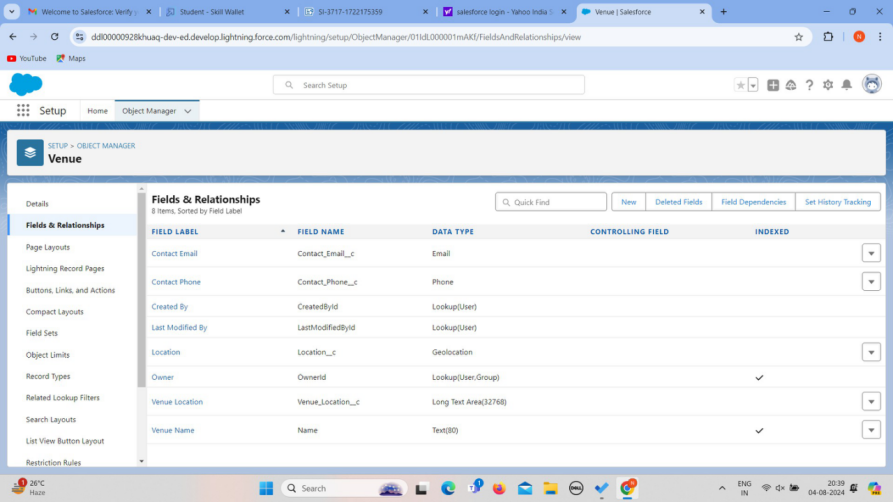 Welcome to Salesforce: Verify y
Student - Skill Wallet
SI-3717-1722175359
salesforce login - Yahoo India S
Venue | Salesforce
ddl0000928khuaq-dev-ed.develop.lightning.force.com/lightning/setup/ObjectManager/01IdL000001mAKf/FieldsAndRelationships/view
N
YouTube
Maps
Search Setup
Setup
Home
Object Manager
SETUP > OBJECT MANAGER
Venue
Details
Fields & Relationships
Page Layouts
Lightning Record Pages
Buttons, Links, and Actions
Compact Layouts
Field Sets
Object Limits
Record Types
Related Lookup Filters
Search Layouts
List View Button Layout
Restriction Rules
Fields & Relationships
8 Items, Sorted by Field Label
Quick Find
New
Deleted Fields
Field Dependencies
Set History Tracking
FIELD LABEL FIELD NAME DATA TYPE CONTROLLING FIELD INDEXED
Contact Email Contact_Email__c Email
Contact Phone Contact_Phone__c Phone
Created By CreatedById Lookup(User)
Last Modified By LastModifiedById Lookup(User)
Location Location__c Geolocation
Owner OwnerId Lookup(User,Group)
Venue Location Venue_Location__c Long Text Area(32768)
Venue Name Name Text(80)
1
26°C
Haze
Search
1
DELL
ENG
IN
20:39
04-08-2024